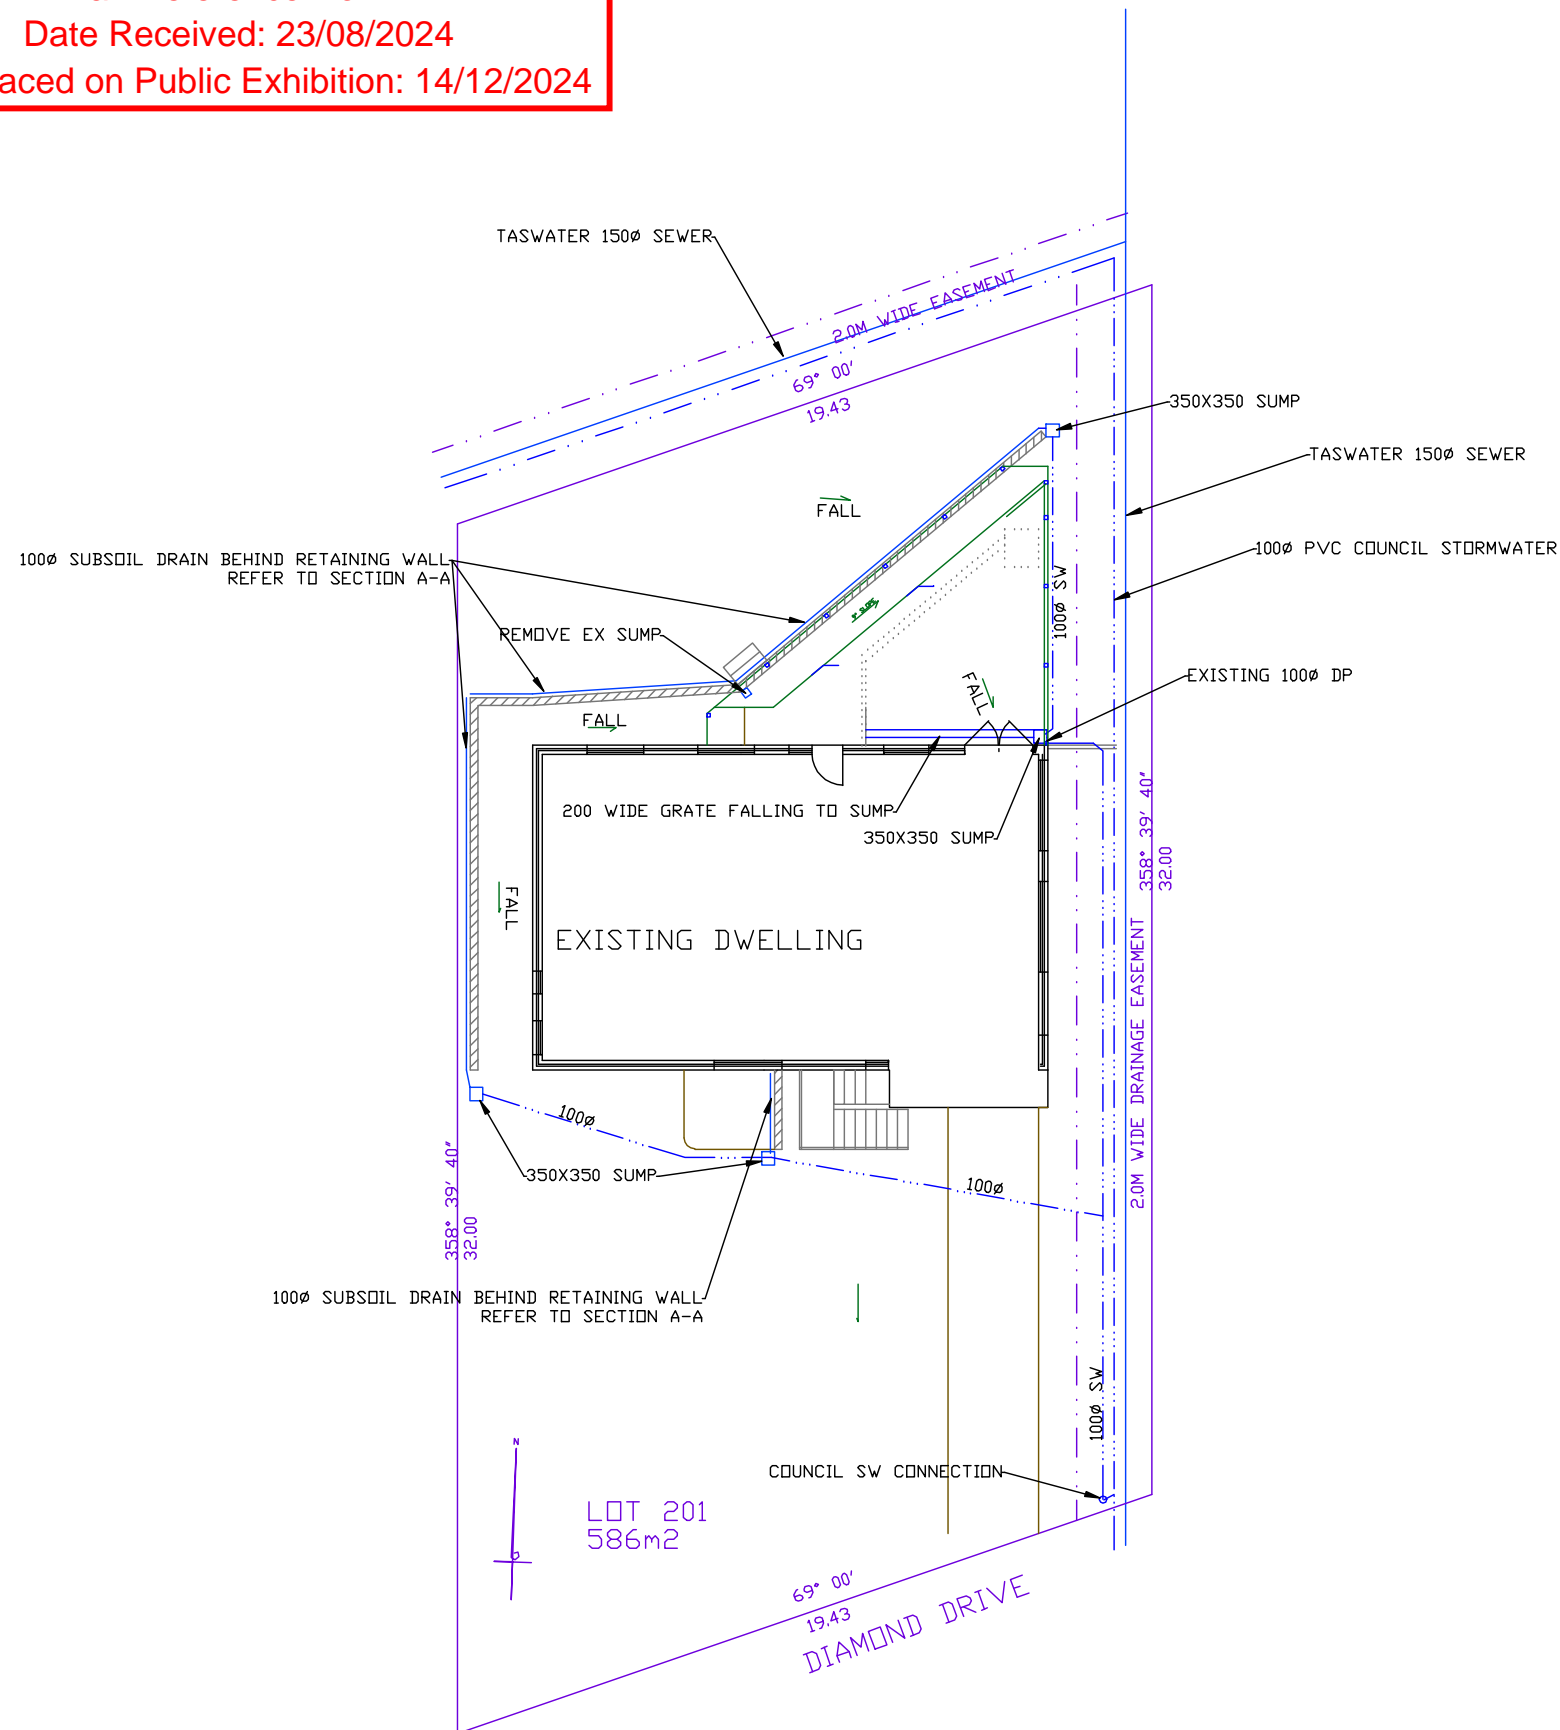 Date Received: 23/08/2024
aced on Public Exhibition: 14/12/2024
TASWATER 150Ø SEWER
2.0M WIDE EASEMENT
69° 00'
19.43
350X350 SUMP
TASWATER 150Ø SEWER
FALL
100Ø SUBSOIL DRAIN BEHIND RETAINING WALL
REFER TO SECTION A-A
100Ø PVC COUNCIL STORMWATER
100Ø SW
REMOVE EX SUMP
EXISTING 100Ø DP
FALL
FALL
200 WIDE GRATE FALLING TO SUMP
350X350 SUMP
358° 39' 40"
32.00
FALL
EXISTING DWELLING
2.0M WIDE DRAINAGE EASEMENT
100Ø
350X350 SUMP
100Ø
358° 39' 40"
32.00
100Ø SUBSOIL DRAIN BEHIND RETAINING WALL
REFER TO SECTION A-A
100Ø SW
N
COUNCIL SW CONNECTION
LOT 201
586m2
69° 00'
19.43
DIAMOND DRIVE